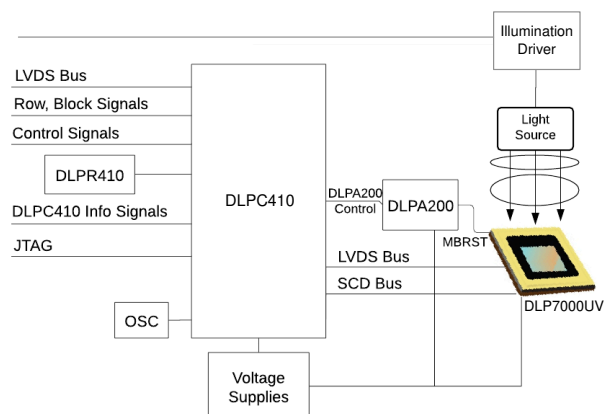 Illumination
Driver
LVDS Bus
Row, Block Signals
Control Signals
Light
Source
DLPR410
DLPC410
DLPA200
Control
DLPA200
DLPC410 Info Signals
MBRST
JTAG
LVDS Bus
SCD Bus
DLP7000UV
OSC
Voltage
Supplies